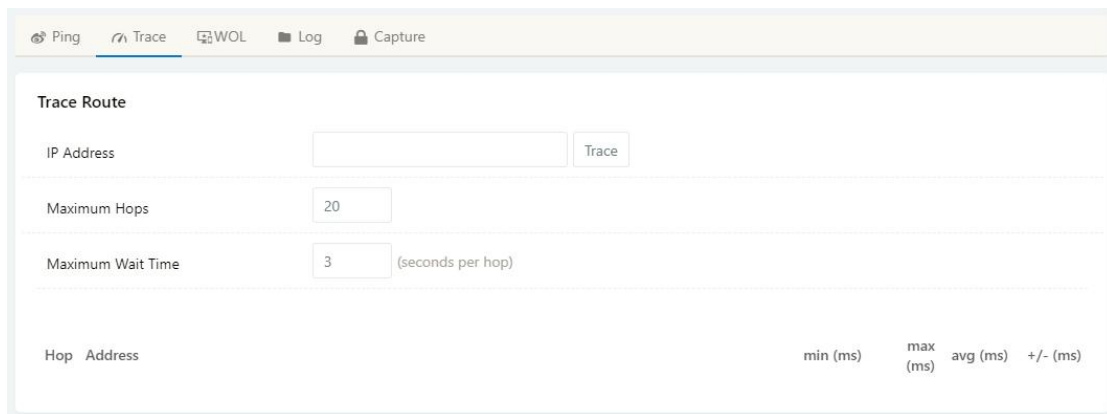 Ping Trace WOL Log Capture
Trace Route
IP Address Trace
Maximum Hops 20
Maximum Wait Time 3 (seconds per hop)
Hop Address min (ms) max (ms) avg (ms) +/- (ms)